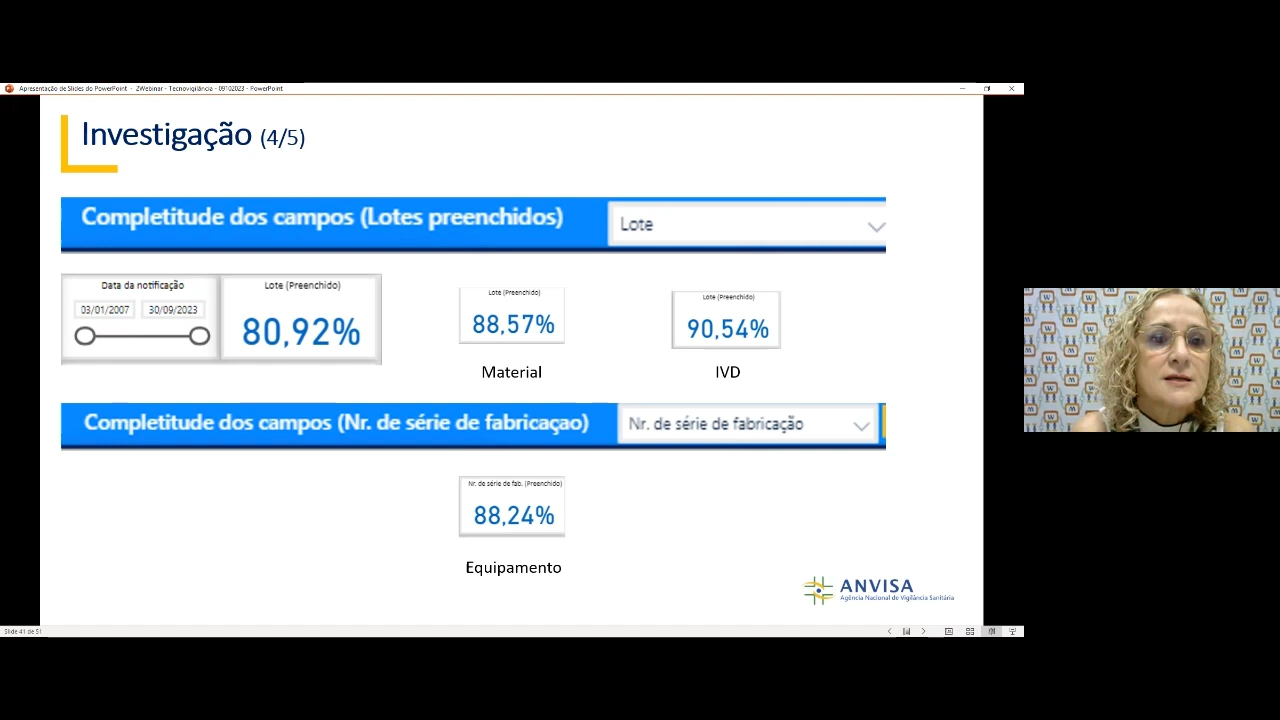 Apresentação de Slides do PowerPoint - 2Webinar - Tecnovigilância - 09102023 - PowerPoint
Investigação (4/5)
Completitude dos campos (Lotes preenchidos)
Lote
Data da notificação
03/01/2007
30/09/2023
Lote (Preenchido)
80,92%
Lote (Preenchido)
88,57%
Material
Lote (Preenchido)
90,54%
IVD
Completitude dos campos (Nr. de série de fabricaçao)
Nr. de série de fabricação
Nr. de série de fab. (Preenchido)
88,24%
Equipamento
ANVISA
Agência Nacional de Vigilância Sanitária
Slide 41 de 51